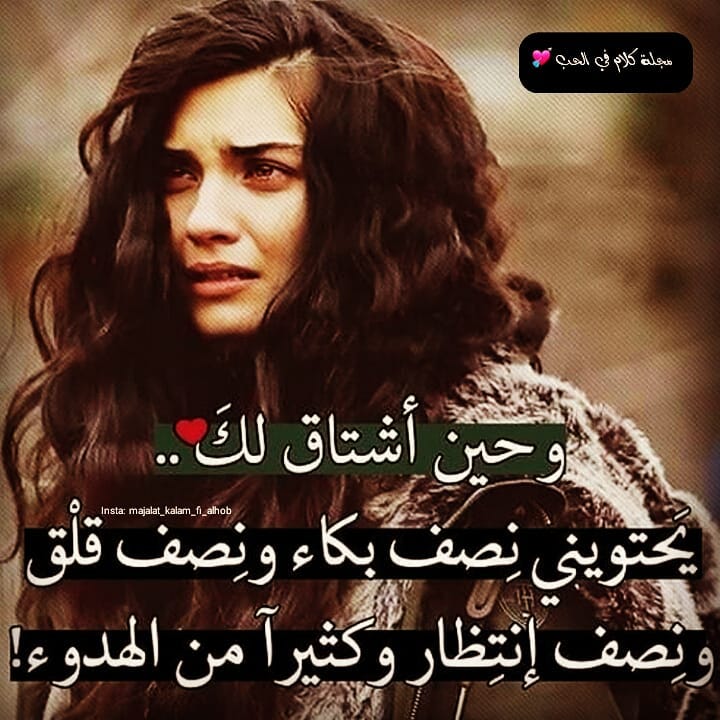 مجلة كلام في الحب 💘
وحين أشتاق لكَ ❤..
Insta: majalat_kalam_fi_alhob
يَحتويني نِصف بكاء ونِصف قلْق
ونِصف إنتِظار وكثيرآ من الهدوء!